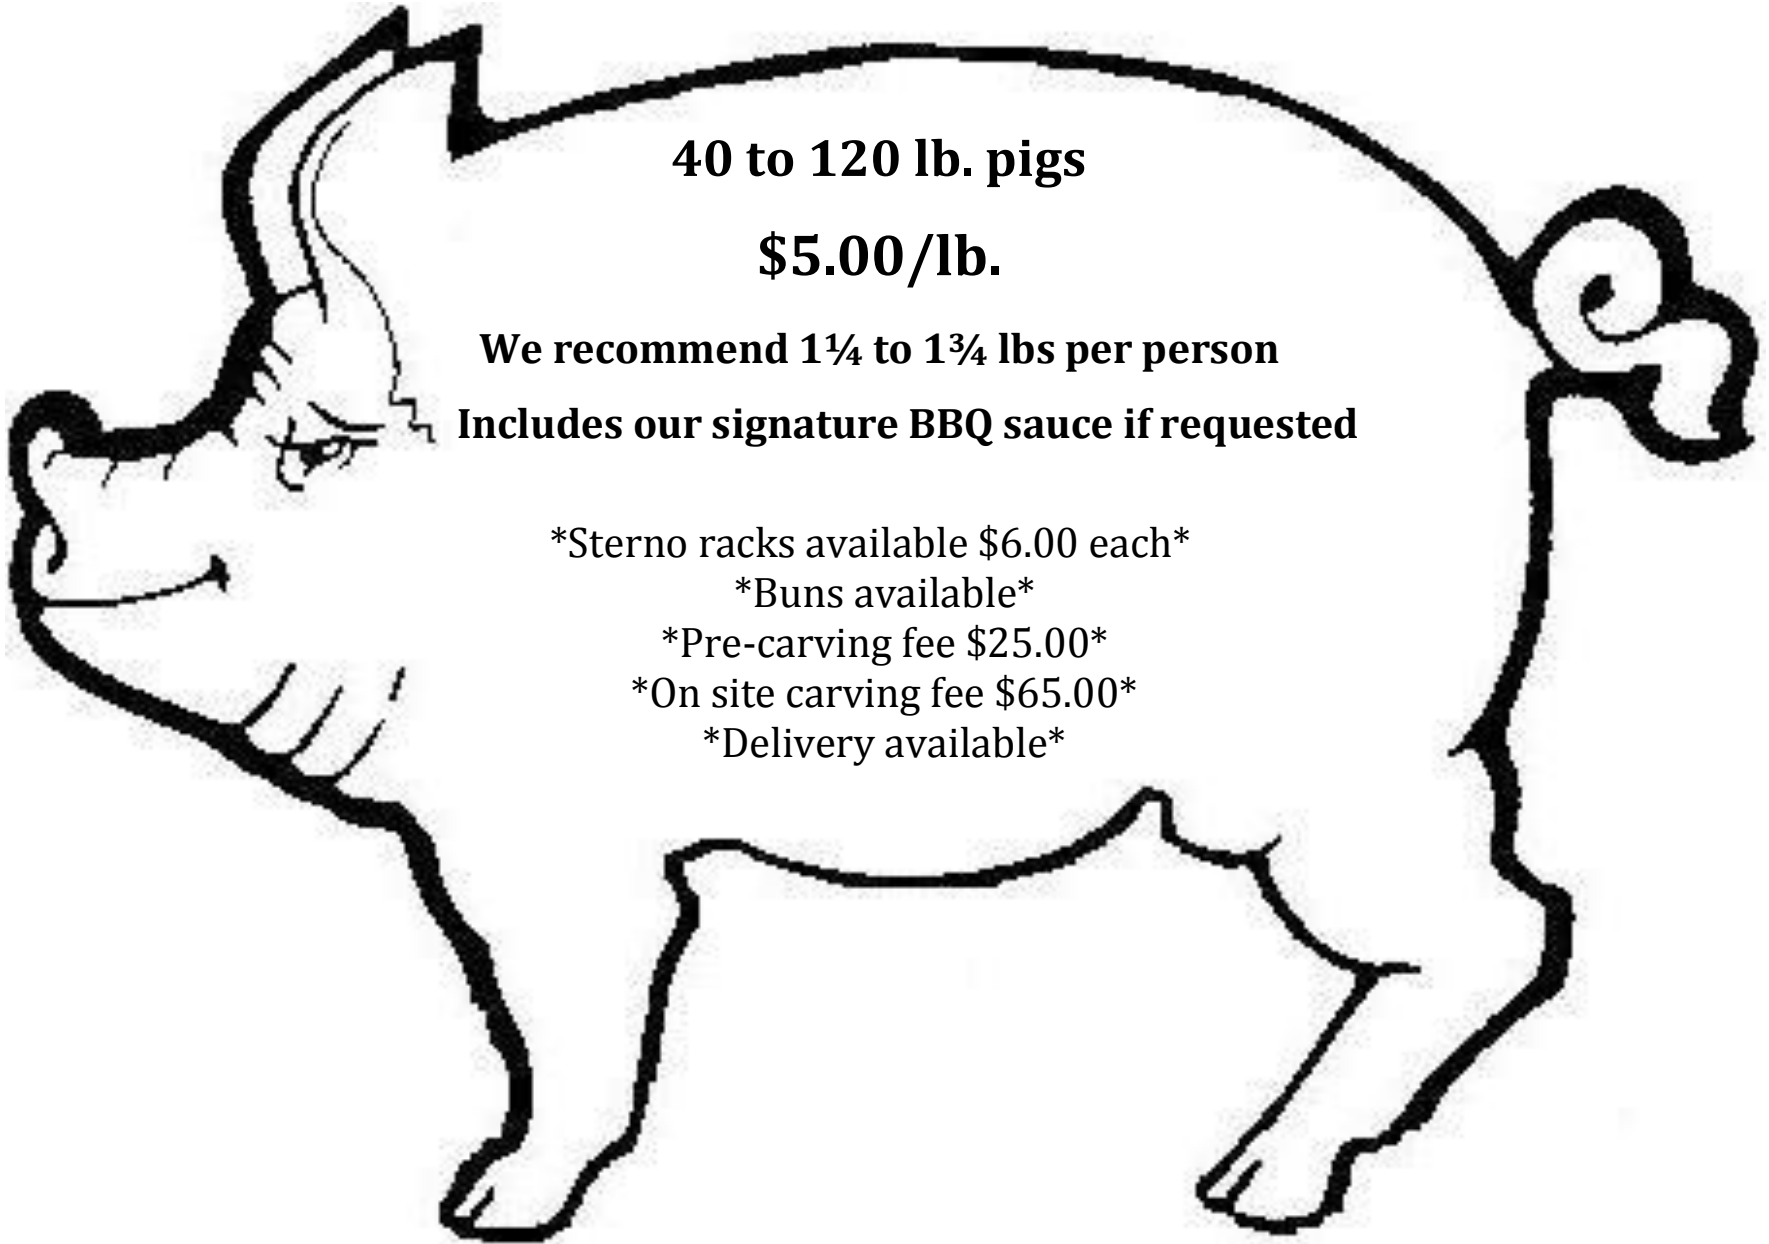 40 to 120 lb. pigs
$5.00/lb.
We recommend 1¼ to 1¾ lbs per person
Includes our signature BBQ sauce if requested
*Sterno racks available $6.00 each*
*Buns available*
*Pre-carving fee $25.00*
*On site carving fee $65.00*
*Delivery available*